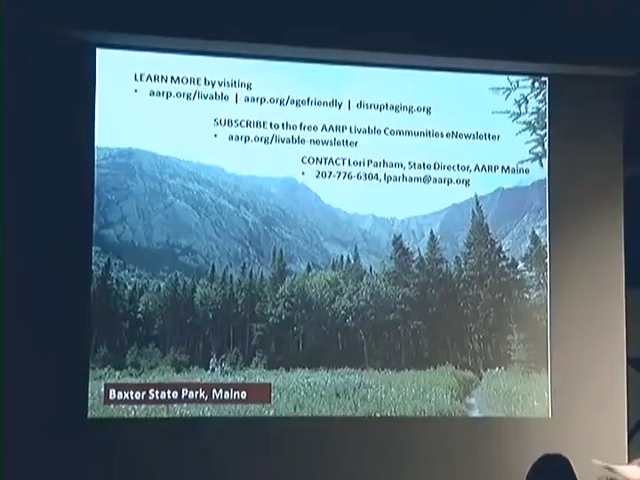 LEARN MORE by visiting
• aarp.org/livable | aarp.org/agefriendly | disruptaging.org
SUBSCRIBE to the free AARP Livable Communities eNewsletter
• aarp.org/livable-newsletter
CONTACT Lori Parham, State Director, AARP Maine
• 207-776-6304, lparham@aarp.org
Baxter State Park, Maine